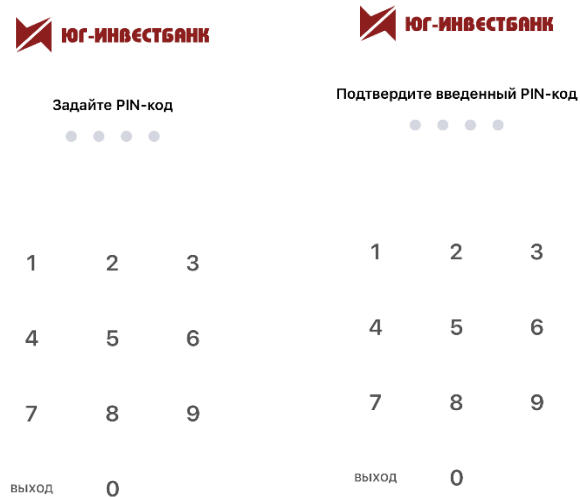 ЮГ-ИНВЕСТБАНК
Задайте PIN-код
1 2 3
4 5 6
7 8 9
выход 0
ЮГ-ИНВЕСТБАНК
Подтвердите введенный PIN-код
1 2 3
4 5 6
7 8 9
выход 0